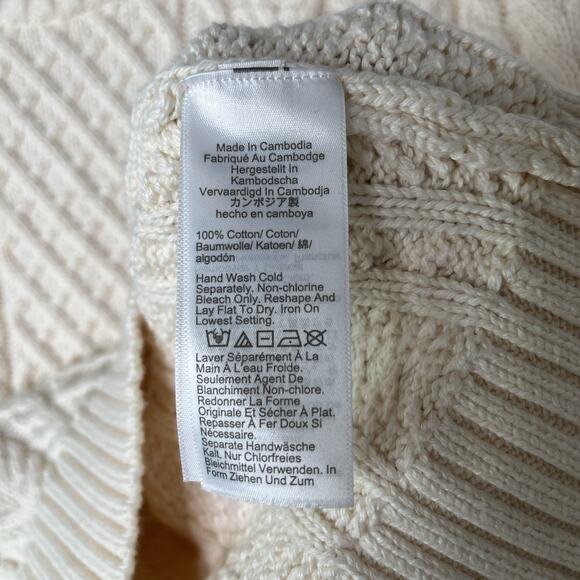 Made In Cambodia
Fabriqué Au Cambodge
Hergestellt in
Kambodscha
Vervaardigd In Cambodja
カンボジア製
hecho en camboya
100% Cotton/ Coton/
Baumwolle/ Katoen/ 綿/
algodón
Hand Wash Cold
Separately. Non-chlorine
Bleach Only. Reshape And
Lay Flat To Dry. Iron On
Lowest Setting.
Laver Séparément À La
Main À L'eau Froide.
Seulement Agent De
Blanchiment Non-chlore.
Redonner La Forme
Originale Et Sécher À Plat.
Repasser À Fer Doux Si
Nécessaire.
Separate Handwäsche
Kalt. Nur Chlorfreies
Bleichmittel Verwenden. In
Form Ziehen Und Zum